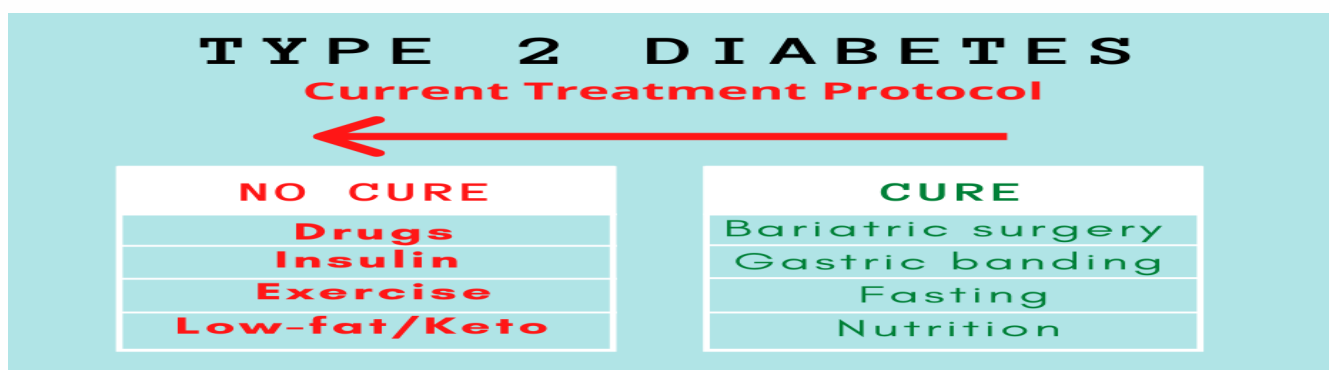 TYPE 2 DIABETES
Current Treatment Protocol
NO CURE
Drugs
Insulin
Exercise
Low-fat/Keto
CURE
Bariatric surgery
Gastric banding
Fasting
Nutrition